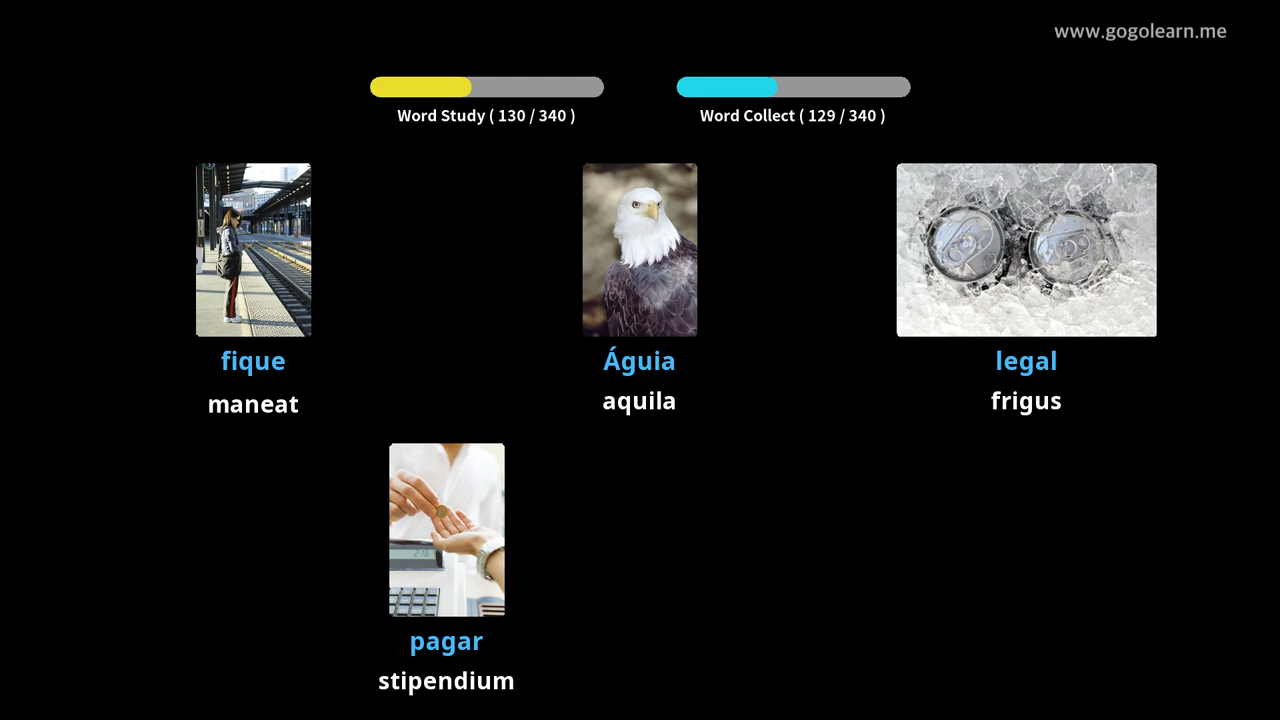 www.gogolearn.me
Word Study ( 130 / 340 )
Word Collect ( 129 / 340 )
fique
Águia
legal
maneat
aquila
frigus
pagar
stipendium